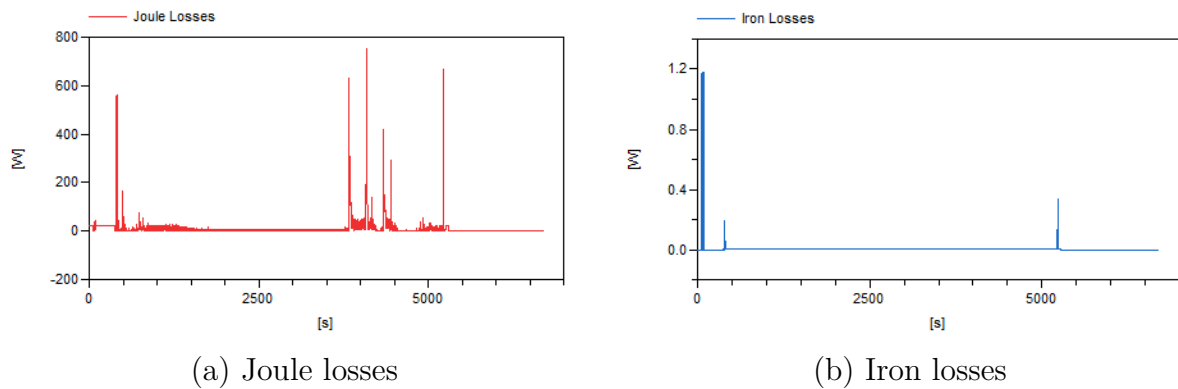 Joule Losses
800
600
400
200
0
-200
[W]
0
2500
5000
[s]
(a) Joule losses
Iron Losses
1.2
0.8
0.4
0.0
[W]
0
2500
5000
[s]
(b) Iron losses